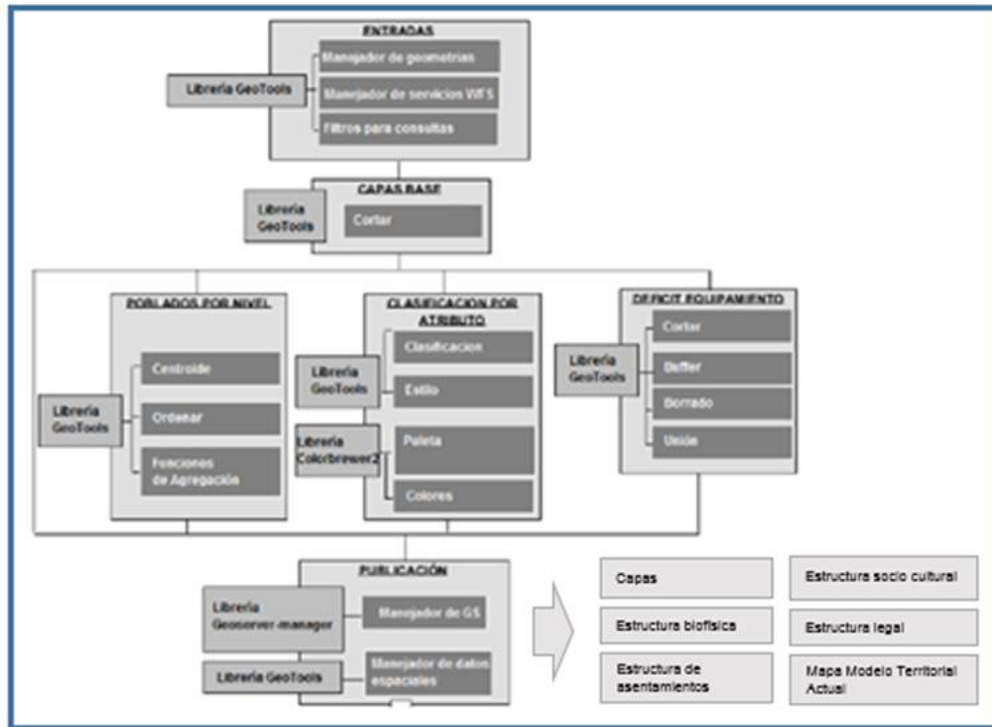 ENTRADAS
Manejador de geometrias
Librería GeoTools
Manejador de servicios WFS
Filtros para consultas
CAPAS BASE
Librería
GeoTools
Cortar
POBLADOS POR NIVEL
Centroide
Librería
GeoTools
Ordenar
Funciones
de Agregación
CLASIFICACION POR
ATRIBUTO
Clasificacion
Librería
GeoTools
Estilo
Librería
Colorbrewer2
Paleta
Colores
DEFICIT EQUIPAMIENTO
Cortar
Librería
GeoTools
Buffer
Borrado
Unión
PUBLICACIÓN
Librería
Geoserver-manager
Manejador de GS
Librería GeoTools
Manejador de datos
espaciales
Capas
Estructura socio cultural
Estructura biofísica
Estructura legal
Estructura de
asentamientos
Mapa Modelo Territorial
Actual